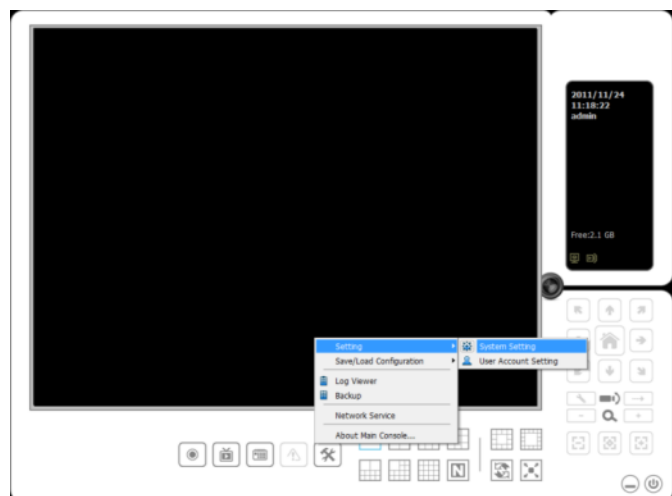 2011/11/24
11:18:22
admin
Free:2.1 GB
Setting
System Setting
Save/Load Configuration
User Account Setting
Log Viewer
Backup
Network Service
About Main Console...
N